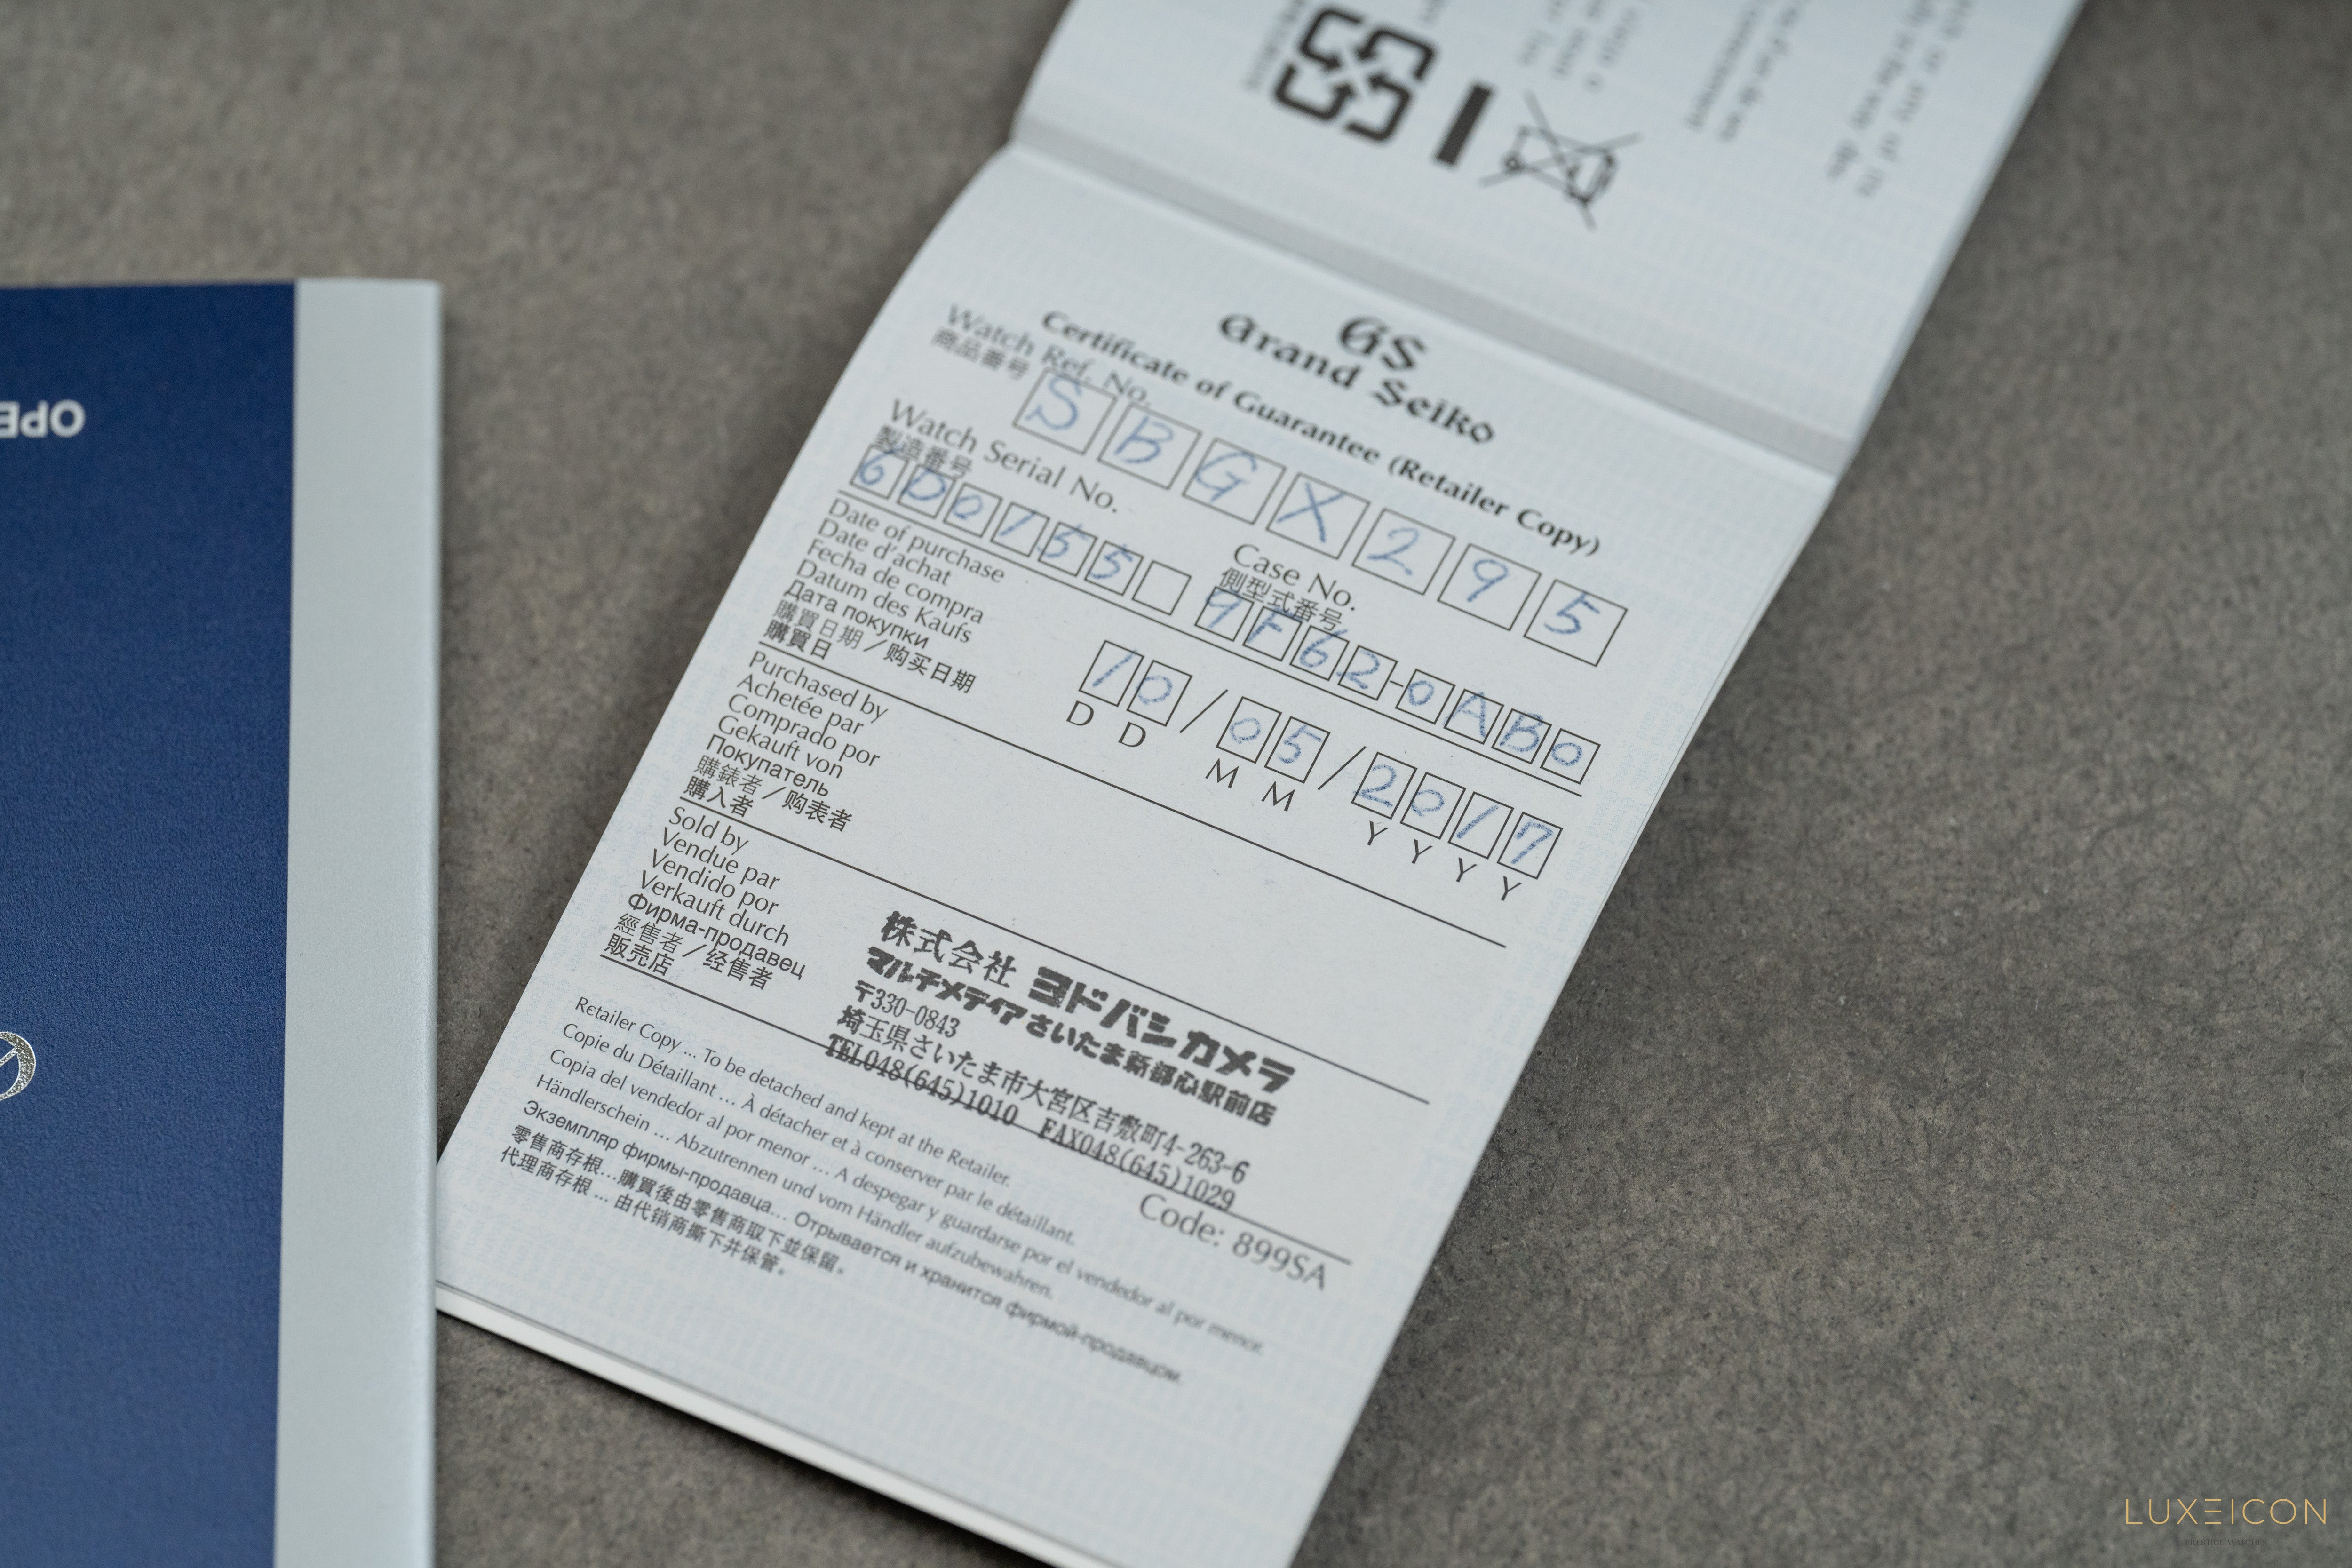 OPE
GS
Grand Seiko
Certificate of Guarantee (Retailer Copy)
Watch Ref. No.
商品番号
SBGX295
Watch Serial No.
製造番号
6D0155
Case No.
側型式番号
9F62-0AB0
Date of purchase
Date d'achat
Fecha de compra
Datum des Kaufs
Дата покупки
購買日期／购买日期
購買日
10/05/2017
D D M M Y Y Y Y
Purchased by
Achetée par
Comprado por
Gekauft von
Покупатель
購錶者／购表者
購入者
Sold by
Vendue par
Vendido por
Verkauft durch
Фирма-продавец
經售者／经售者
販売店
株式会社 ヨドバシカメラ
マルチメディアさいたま新都心駅前店
〒330-0843
埼玉県さいたま市大宮区吉敷町4-263-6
TEL048(645)1010 FAX048(645)1029
Code: 899SA
Retailer Copy ... To be detached and kept at the Retailer.
Copie du Détaillant ... À détacher et à conserver par le détaillant.
Copia del vendedor al por menor ... A despegar y guardarse por el vendedor al por menor.
Händlerschein ... Abzutrennen und vom Händler aufzubewahren.
Экземпляр фирмы-продавца... Отрывается и хранится фирмой-продавцом.
零售商存根...購買後由零售商取下並保留。
代理商存根 ... 由代销商撕下并保管。
LUXEICON
PRESTIGE WATCHES